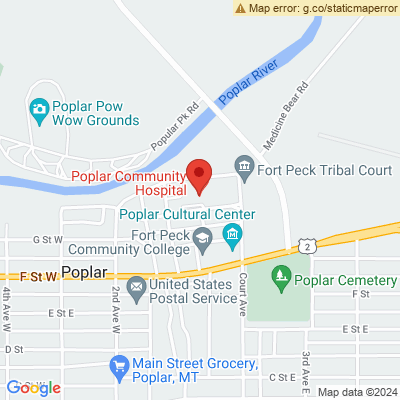 Map error: g.co/staticmaperror
Poplar River
Medicine Bear Rd
Poplar Pow
Wow Grounds
Popular Pk Rd
Poplar Community
Hospital
Fort Peck Tribal Court
Poplar Cultural Center
G St W
Fort Peck
Community College
2
F St W
Poplar
United States
Postal Service
Court Ave
Poplar Cemetery
F St
4th Ave W
2nd Ave W
E St E
E St E
D St
Main Street Grocery,
Poplar, MT
C St E
3rd Ave E
Google
St W
Map data ©2024